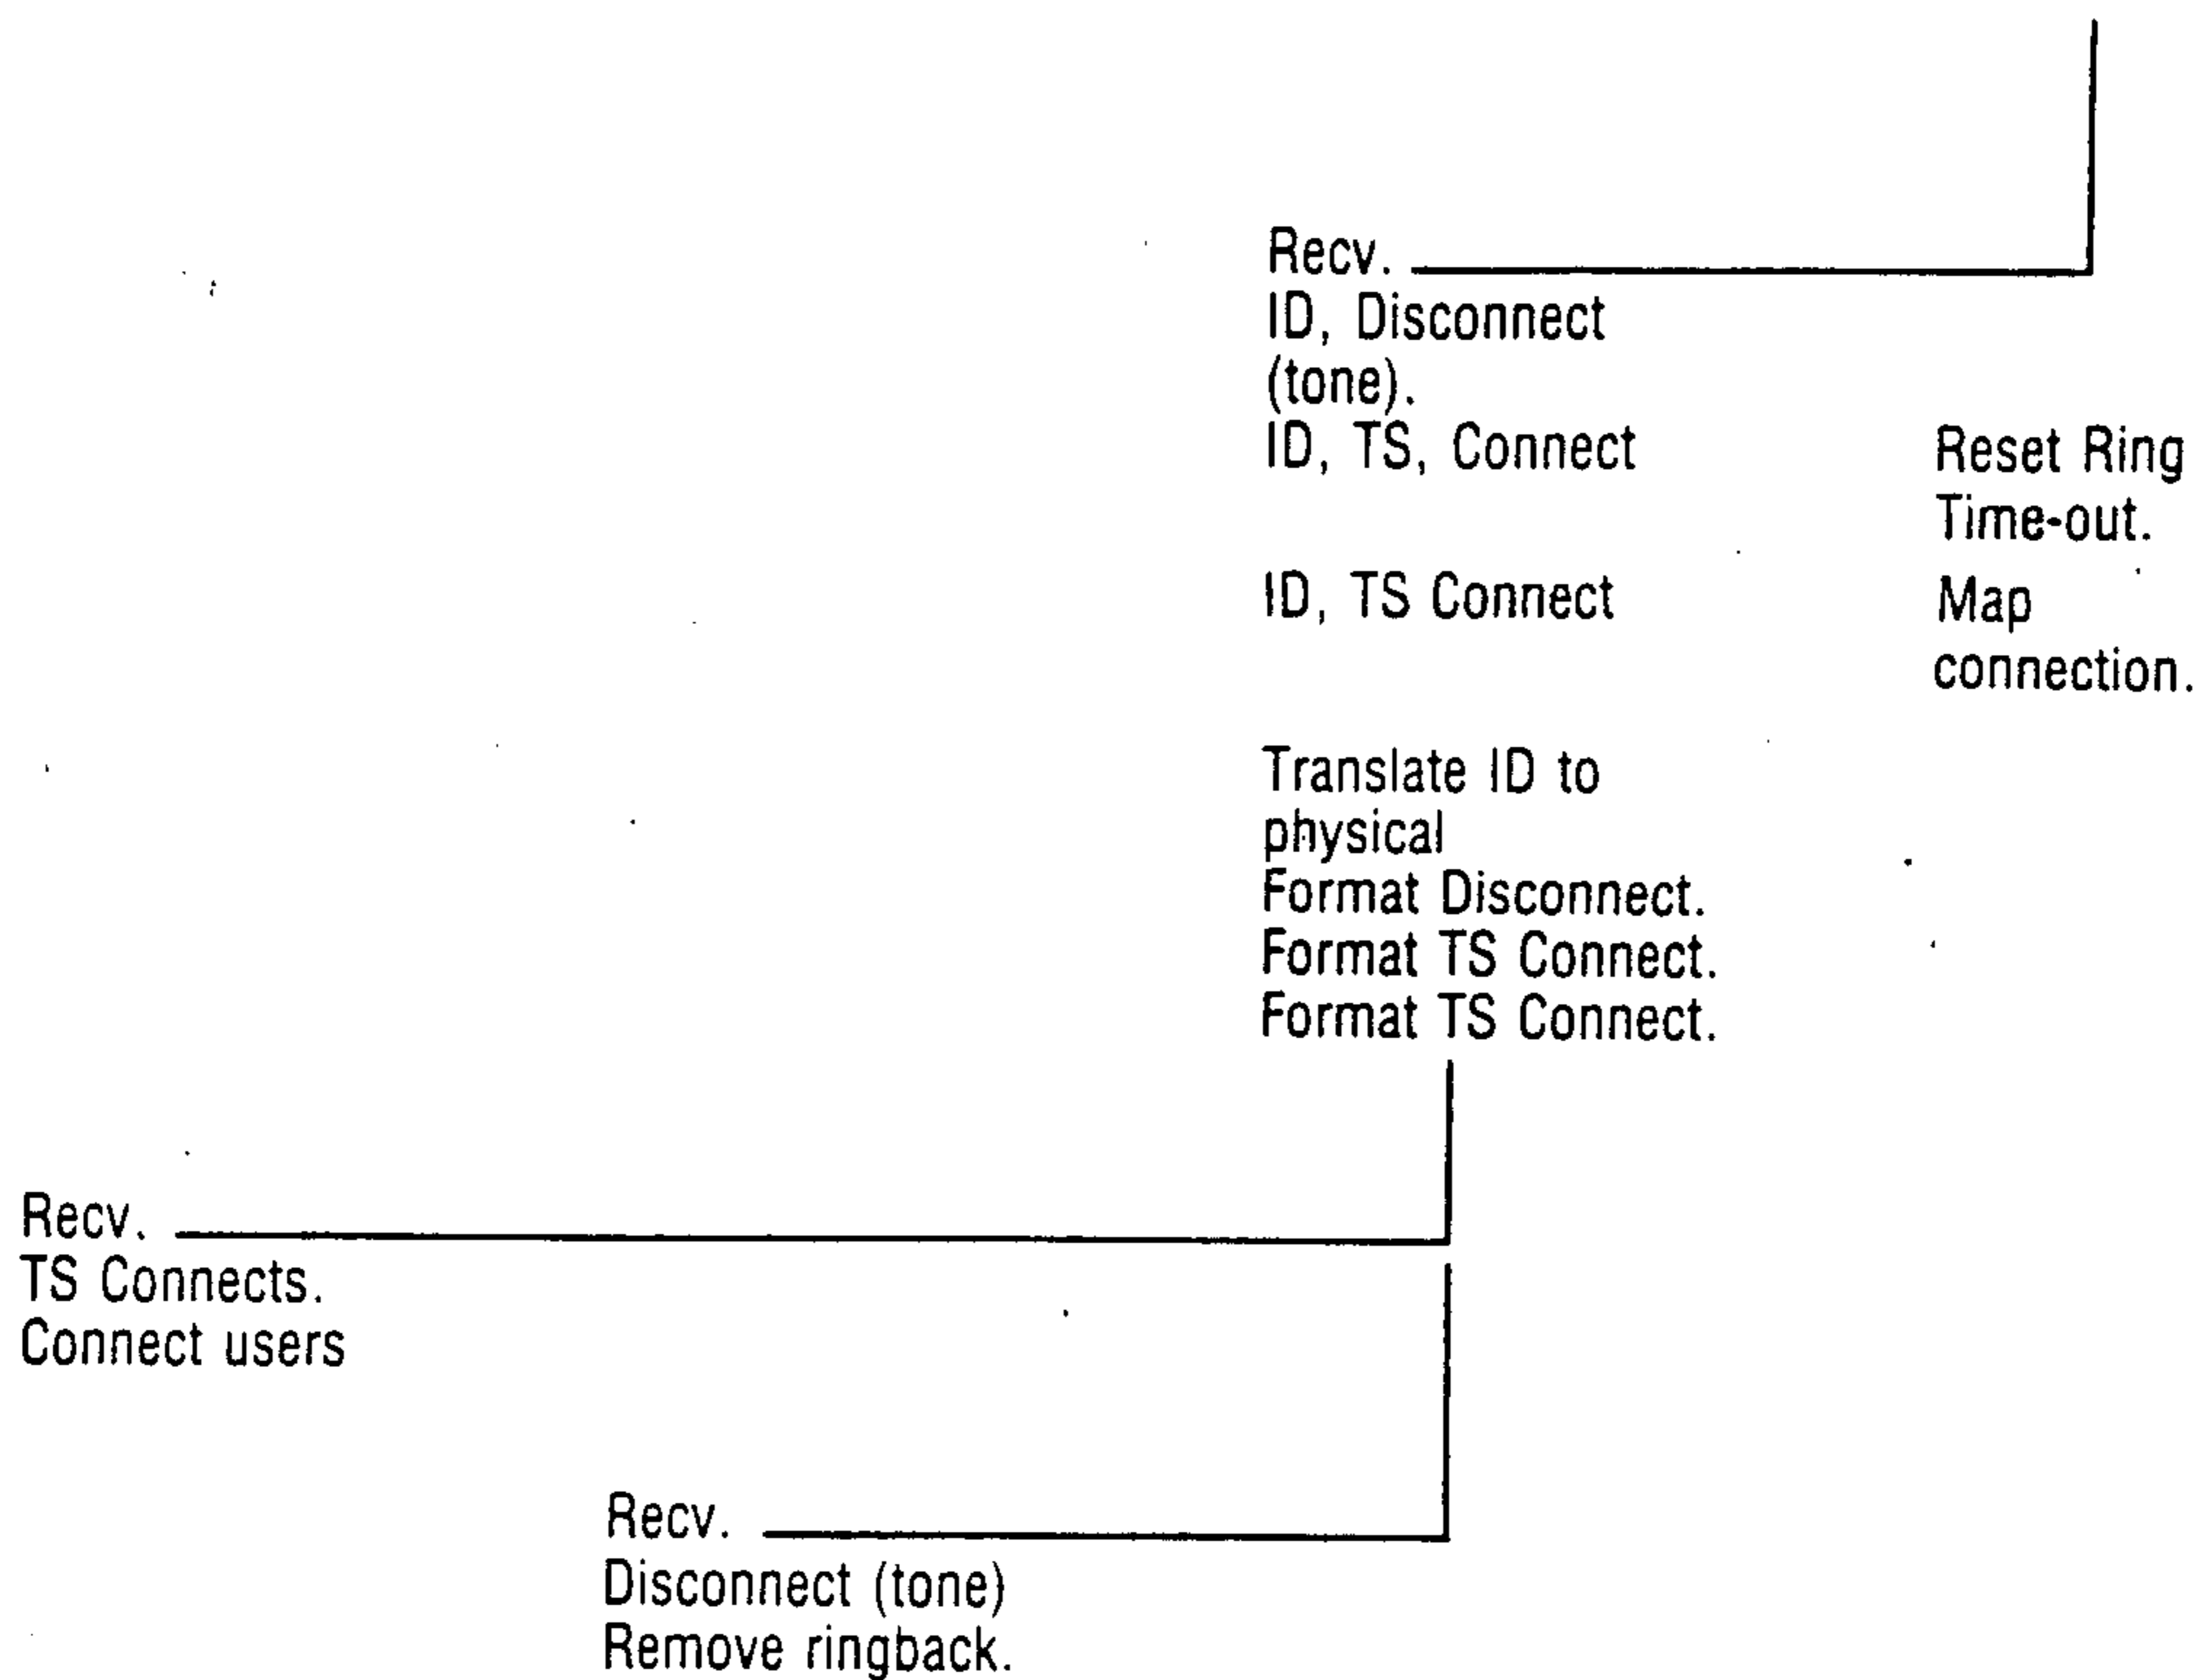 Recv.
ID, Disconnect
(tone).
ID, TS, Connect
Reset Ring
Time-out.
ID, TS Connect
Map
connection.
Translate ID to
physical
Format Disconnect.
Format TS Connect.
Format TS Connect.
Recv.
TS Connects.
Connect users
Recv.
Disconnect (tone)
Remove ringback.